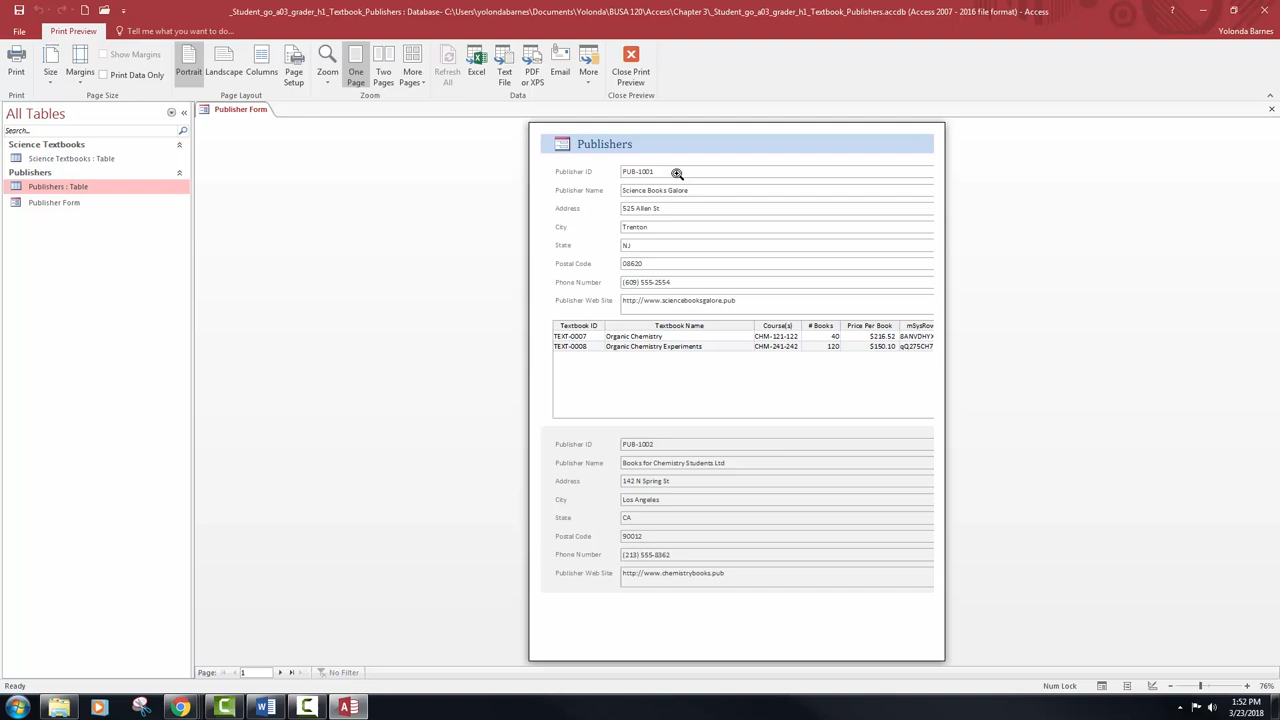 _Student_go_a03_grader_h1_Textbook_Publishers : Database- C:\Users\yolondabarnes\Documents\Yolonda\BUSA 120\Access\Chapter 3\_Student_go_a03_grader_h1_Textbook_Publishers.accdb (Access 2007 - 2016 file format) - Access
File Print Preview Tell me what you want to do Yolonda Barnes
Show Margins
Print Data Only
Print Size Margins Portrait Landscape Columns Page Setup Zoom One Page Two Pages More Pages Refresh All Excel Text File PDF or XPS Email More Close Print Preview
Print Page Size Page Layout Zoom Data Close Preview
All Tables
Search...
Science Textbooks
Science Textbooks : Table
Publishers
Publishers : Table
Publisher Form
Publisher Form
Publishers
Publisher ID PUB-1001
Publisher Name Science Books Galore
Address 525 Allen St
City Trenton
State NJ
Postal Code 08620
Phone Number (609) 555-2554
Publisher Web Site http://www.sciencebooksgalore.pub
Textbook ID Textbook Name Course(s) # Books Price Per Book mSysRov
TEXT-0007 Organic Chemistry CHM-121-122 40 $216.52 8ANVDHYX
TEXT-0008 Organic Chemistry Experiments CHM-241-242 120 $150.10 qQ275CH7
Publisher ID PUB-1002
Publisher Name Books for Chemistry Students Ltd
Address 142 N Spring St
City Los Angeles
State CA
Postal Code 90012
Phone Number (213) 555-8362
Publisher Web Site http://www.chemistrybooks.pub
Page: 1 No Filter
Ready Num Lock 76%
1:52 PM
3/23/2018